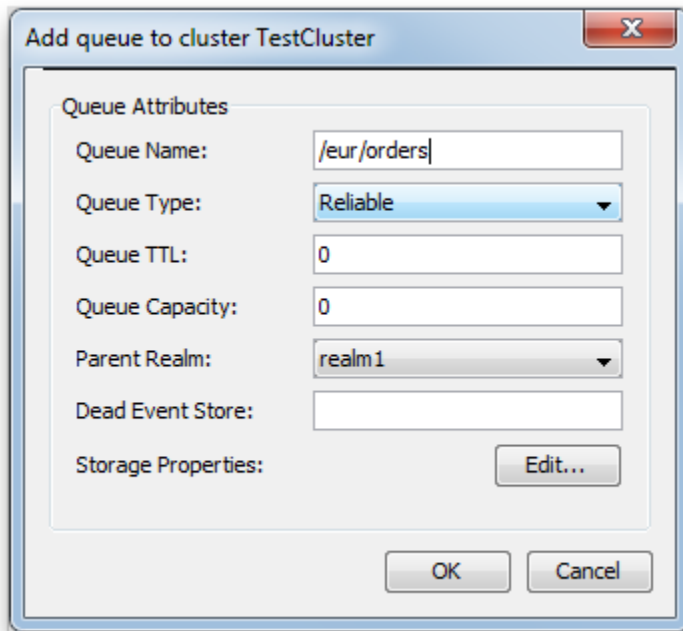 Add queue to cluster TestCluster
Queue Attributes
Queue Name: /eur/orders
Queue Type: Reliable
Queue TTL: 0
Queue Capacity: 0
Parent Realm: realm1
Dead Event Store:
Storage Properties: Edit...
OK Cancel